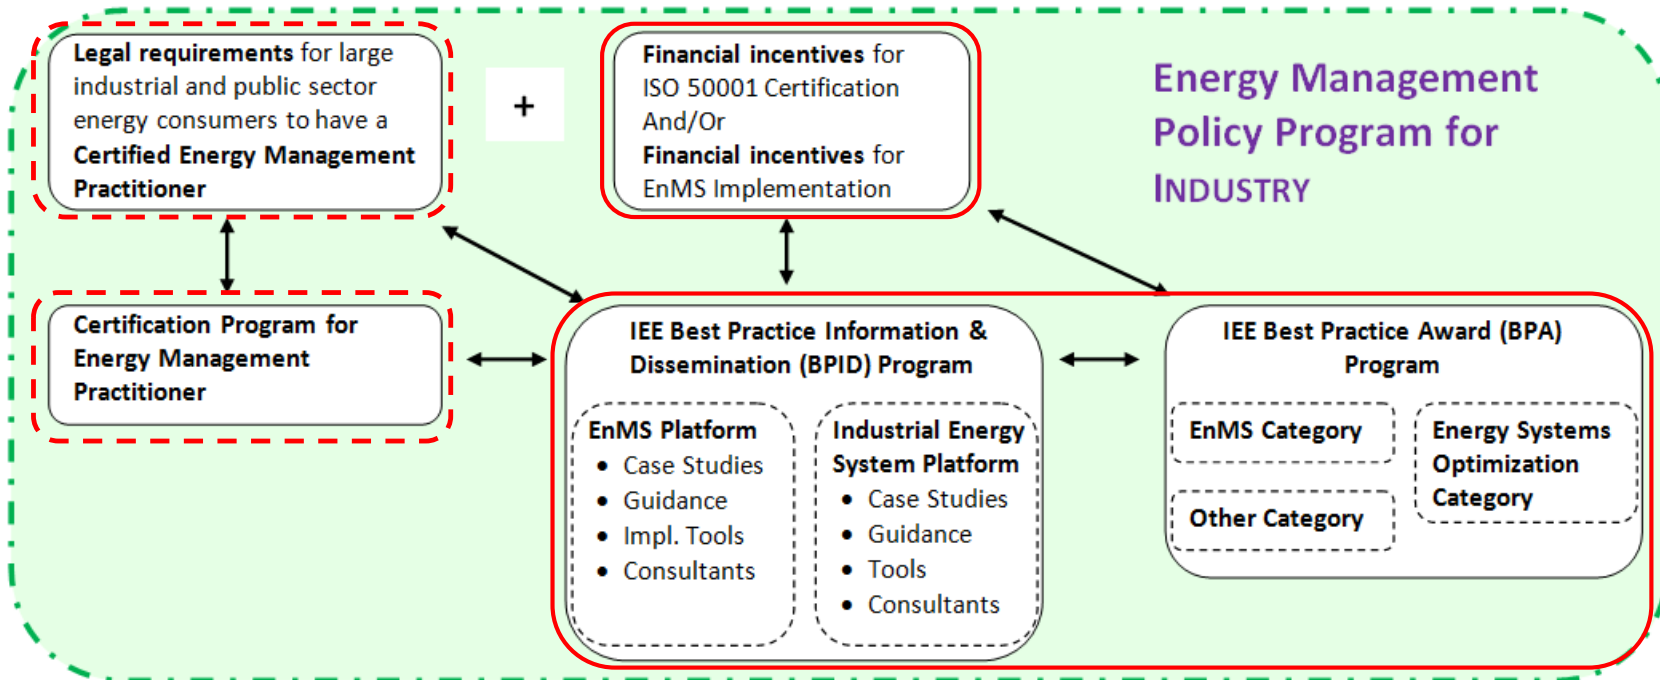 Legal requirements for large
industrial and public sector
energy consumers to have a
Certified Energy Management
Practitioner
+
Financial incentives for
ISO 50001 Certification
And/Or
Financial incentives for
EnMS Implementation
Energy Management
Policy Program for
INDUSTRY
Certification Program for
Energy Management
Practitioner
IEE Best Practice Information &
Dissemination (BPID) Program
EnMS Platform
• Case Studies
• Guidance
• Impl. Tools
• Consultants
Industrial Energy
System Platform
• Case Studies
• Guidance
• Tools
• Consultants
IEE Best Practice Award (BPA)
Program
EnMS Category
Other Category
Energy Systems
Optimization
Category